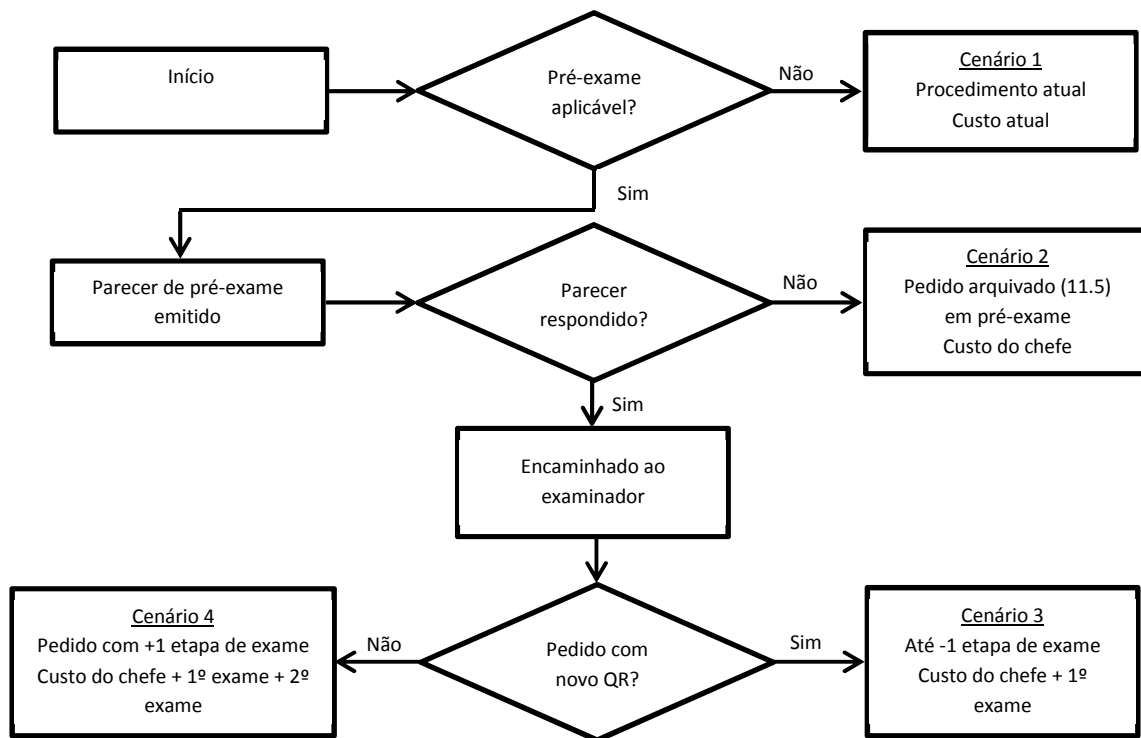 Início
Pré-exame
aplicável?
Não
Cenário 1
Procedimento atual
Custo atual
Sim
Parecer de pré-exame
emitido
Parecer
respondido?
Não
Cenário 2
Pedido arquivado (11.5)
em pré-exame
Custo do chefe
Sim
Encaminhado ao
examinador
Cenário 4
Pedido com +1 etapa de exame
Custo do chefe + 1º exame + 2º
exame
Não
Pedido com
novo QR?
Sim
Cenário 3
Até -1 etapa de exame
Custo do chefe + 1º
exame